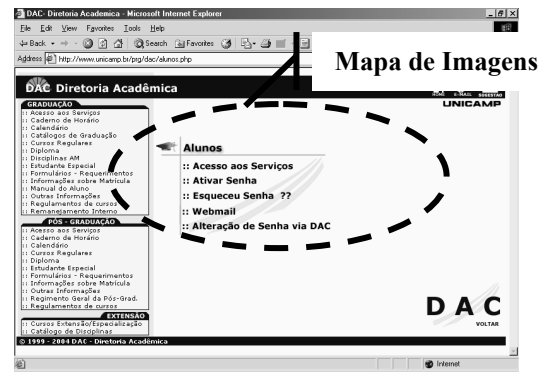 DAC- Diretoria Academica - Microsoft Internet Explorer
File Edit View Favorites Tools Help
Back Search Favorites
Address http://www.unicamp.br/prg/dac/alunos.php
Mapa de Imagens
DAC Diretoria Acadêmica
HOME E-MAIL SUGESTÃO
UNICAMP
GRADUAÇÃO
:: Acesso aos Serviços
:: Caderno de Horário
:: Calendário
:: Catálogos de Graduação
:: Cursos Regulares
:: Diploma
:: Disciplinas AM
:: Estudante Especial
:: Formulários - Requerimentos
:: Informações sobre Matrícula
:: Manual do Aluno
:: Outras Informações
:: Regulamentos de cursos
:: Remanejamento Interno
PÓS - GRADUAÇÃO
:: Acesso aos Serviços
:: Caderno de Horário
:: Calendário
:: Cursos Regulares
:: Diploma
:: Estudante Especial
:: Formulários - Requerimentos
:: Informações sobre Matrícula
:: Outras Informações
:: Regimento Geral da Pós-Grad.
:: Regulamentos de cursos
EXTENSÃO
:: Cursos Extensão/Especialização
:: Catálogo de Disciplinas
Alunos
:: Acesso aos Serviços
:: Ativar Senha
:: Esqueceu Senha ??
:: Webmail
:: Alteração de Senha via DAC
D A C
VOLTAR
© 1999 - 2004 DAC - Diretoria Acadêmica
Internet